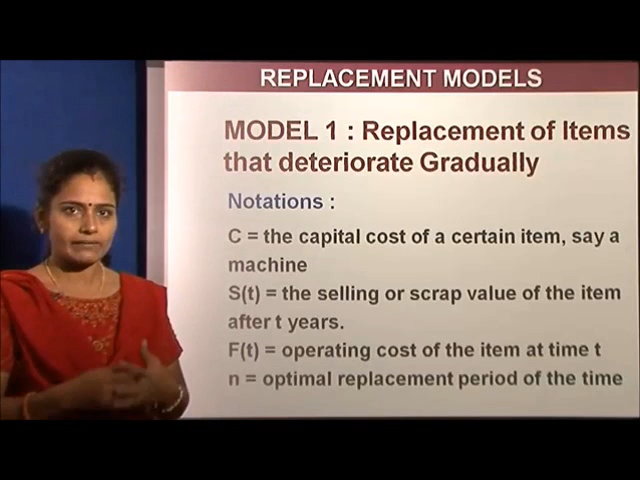 REPLACEMENT MODELS
MODEL 1 : Replacement of Items
that deteriorate Gradually
Notations :
C = the capital cost of a certain item, say a
machine
S(t) = the selling or scrap value of the item
after t years.
F(t) = operating cost of the item at time t
n = optimal replacement period of the time